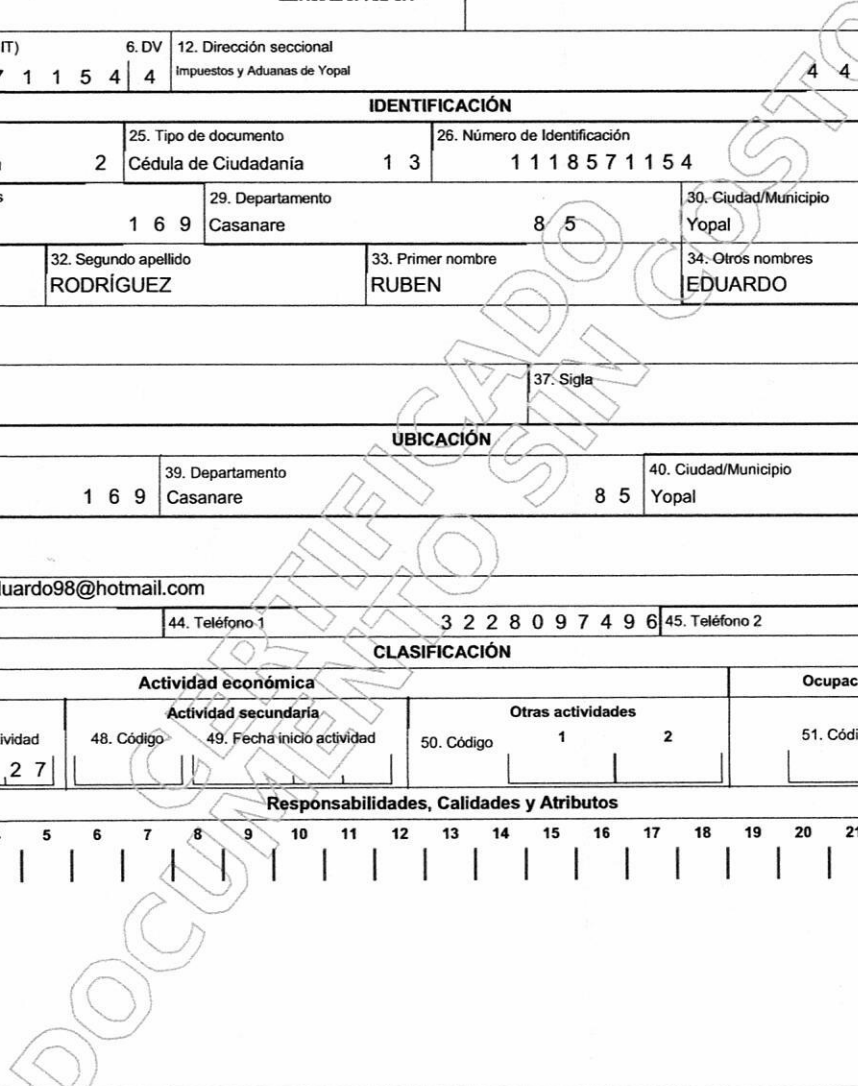 IT) 6. DV 12. Dirección seccional
1 1 5 4 4 Impuestos y Aduanas de Yopal 4 4
IDENTIFICACIÓN
25. Tipo de documento 26. Número de Identificación
2 Cédula de Ciudadanía 1 3 1 1 1 8 5 7 1 1 5 4
29. Departamento 30. Ciudad/Municipio
1 6 9 Casanare 8 5 Yopal
32. Segundo apellido 33. Primer nombre 34. Otros nombres
RODRÍGUEZ RUBEN EDUARDO
37. Sigla
UBICACIÓN
39. Departamento 40. Ciudad/Municipio
1 6 9 Casanare 8 5 Yopal
duardo98@hotmail.com
44. Teléfono 1 3 2 2 8 0 9 7 4 9 6 45. Teléfono 2
CLASIFICACIÓN
Actividad económica Ocupac
Actividad secundaria Otras actividades
ividad 48. Código 49. Fecha inicio actividad 50. Código 1 2 51. Códi
2 7
Responsabilidades, Calidades y Atributos
5 6 7 8 9 10 11 12 13 14 15 16 17 18 19 20 21
CERTIFICADO
DOCUMENTO SIN COSTO